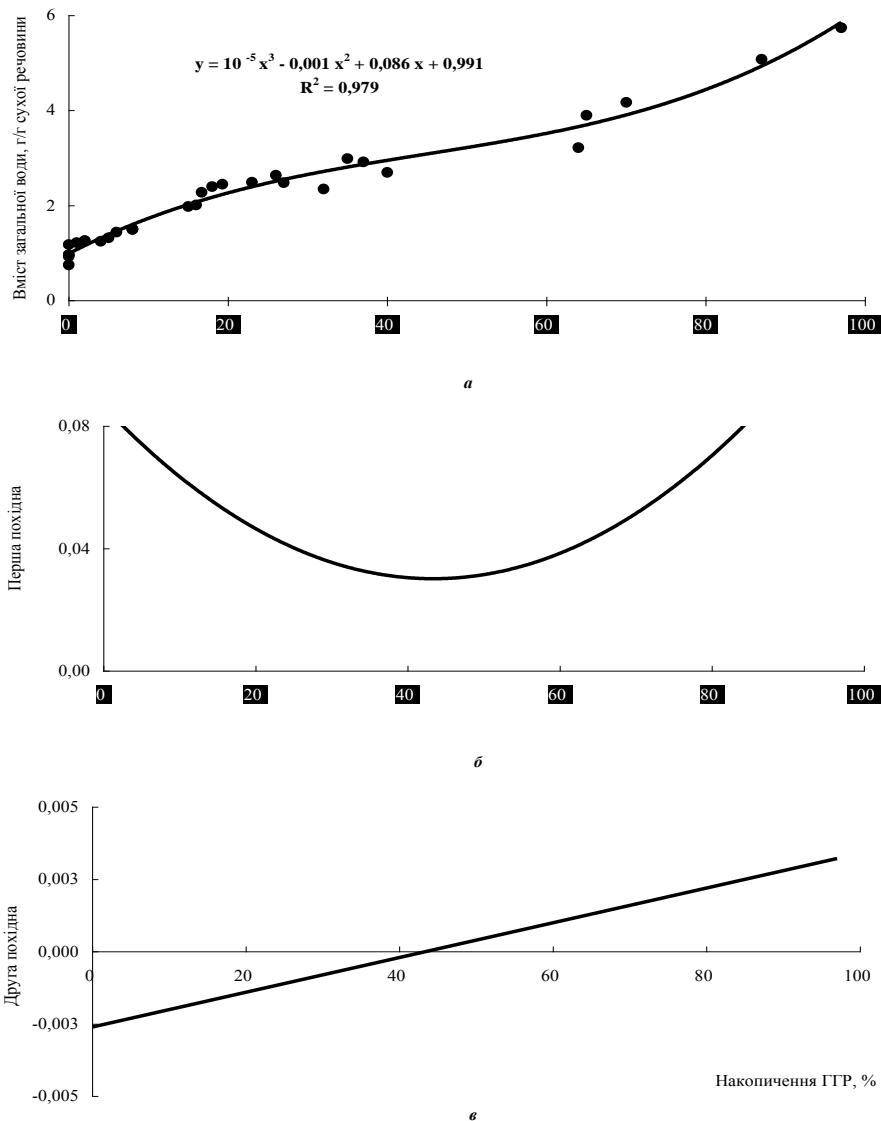 6
y = 10 ⁻⁵ x³ - 0,001 x² + 0,086 x + 0,991
R² = 0,979
4
2
0
Вміст загальної води, г/г сухої речовини
0 20 40 60 80 100
а
0,08
0,04
0,00
Перша похідна
0 20 40 60 80 100
б
0,005
0,003
0,000
0 20 40 60 80 100
-0,003
-0,005
Друга похідна
Накопичення ГГР, %
в